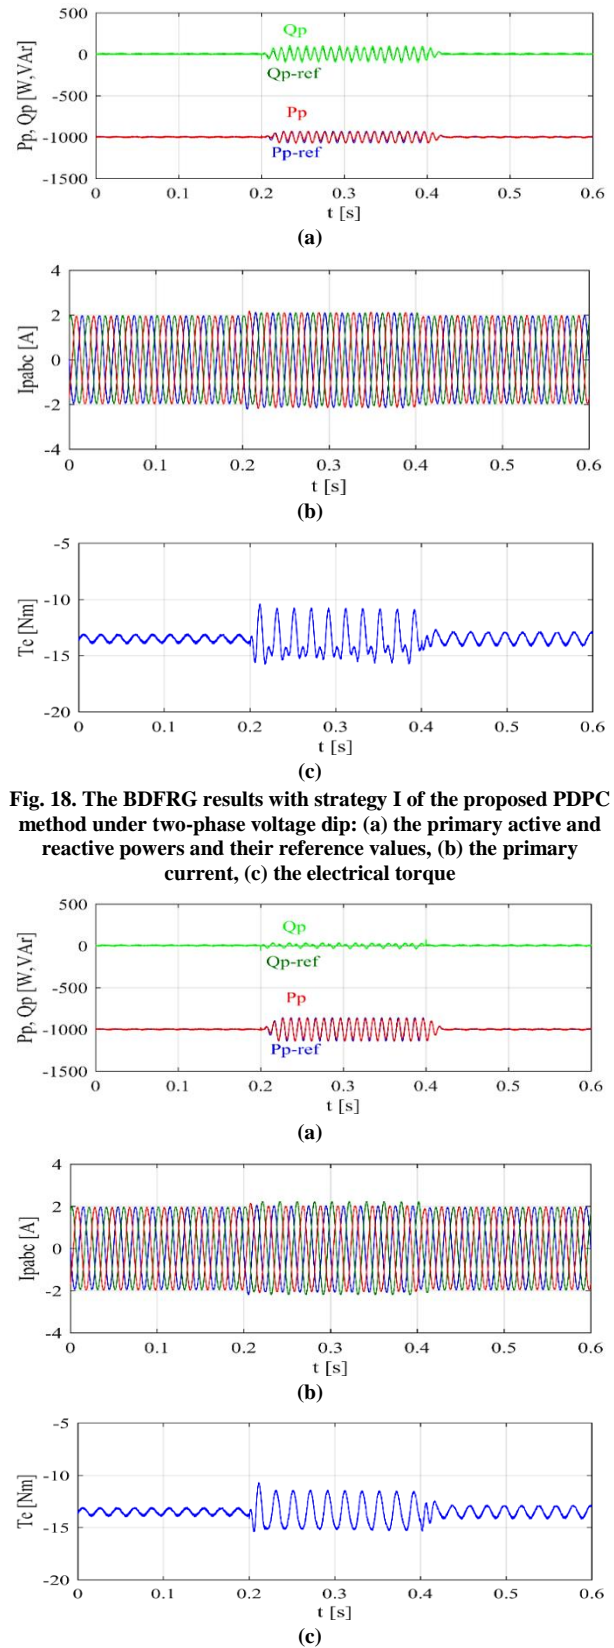 500
Qp
0
Qp-ref
-500
Pp
-1000
Pp-ref
-1500
Pp, Qp [W,VAr]
0 0.1 0.2 0.3 0.4 0.5 0.6
t [s]
(a)
4
2
0
-2
-4
Ipabc [A]
0 0.1 0.2 0.3 0.4 0.5 0.6
t [s]
(b)
-5
-10
-15
-20
Te [Nm]
0 0.1 0.2 0.3 0.4 0.5 0.6
t [s]
(c)
Fig. 18. The BDFRG results with strategy I of the proposed PDPC
method under two-phase voltage dip: (a) the primary active and
reactive powers and their reference values, (b) the primary
current, (c) the electrical torque
500
Qp
0
Qp-ref
-500
Pp
-1000
Pp-ref
-1500
Pp, Qp [W,VAr]
0 0.1 0.2 0.3 0.4 0.5 0.6
t [s]
(a)
4
2
0
-2
-4
Ipabc [A]
0 0.1 0.2 0.3 0.4 0.5 0.6
t [s]
(b)
-5
-10
-15
-20
Te [Nm]
0 0.1 0.2 0.3 0.4 0.5 0.6
t [s]
(c)